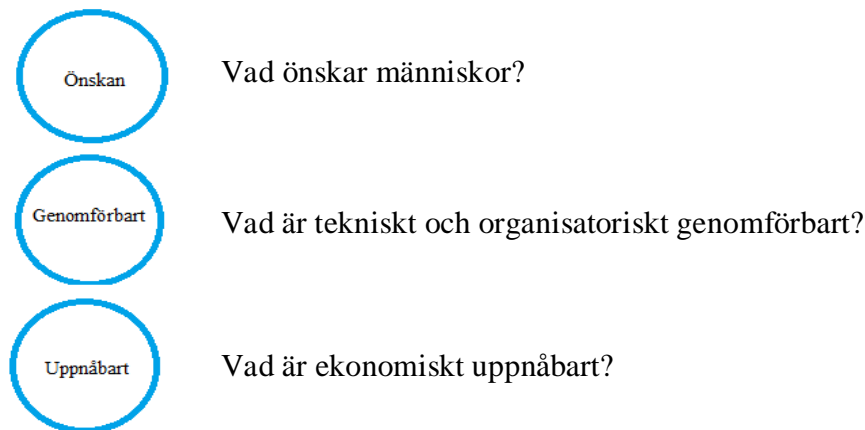 Önskan
Vad önskar människor?
Genomförbart
Vad är tekniskt och organisatoriskt genomförbart?
Uppnåbart
Vad är ekonomiskt uppnåbart?